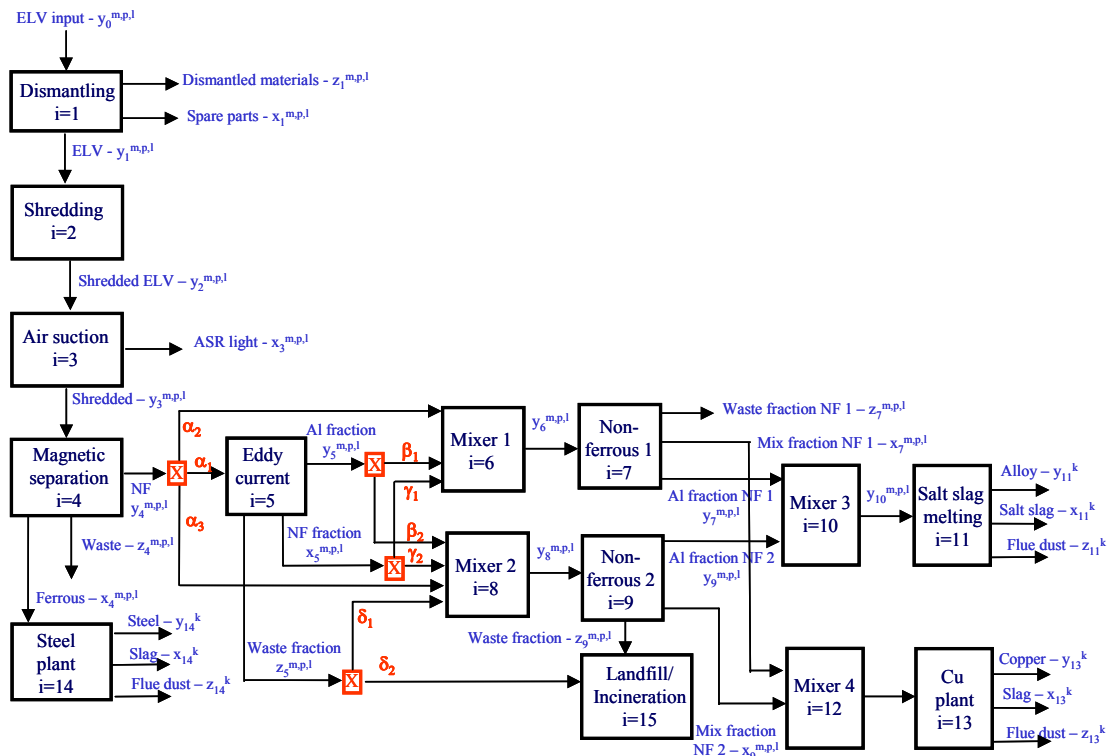 ELV input - y₀ᵐ,ᵖ,ˡ
Dismantling
i=1
Dismantled materials - z₁ᵐ,ᵖ,ˡ
Spare parts - x₁ᵐ,ᵖ,ˡ
ELV - y₁ᵐ,ᵖ,ˡ
Shredding
i=2
Shredded ELV – y₂ᵐ,ᵖ,ˡ
Air suction
i=3
ASR light - x₃ᵐ,ᵖ,ˡ
Shredded – y₃ᵐ,ᵖ,ˡ
Magnetic
separation
i=4
NF
y₄ᵐ,ᵖ,ˡ
Waste – z₄ᵐ,ᵖ,ˡ
Ferrous – x₄ᵐ,ᵖ,ˡ
Steel
plant
i=14
Steel – y₁₄ᵏ
Slag – x₁₄ᵏ
Flue dust – z₁₄ᵏ
X
α₂
α₁
α₃
Eddy
current
i=5
Al fraction
y₅ᵐ,ᵖ,ˡ
X
β₁
γ₁
β₂
NF fraction
x₅ᵐ,ᵖ,ˡ
X
γ₂
Waste fraction
z₅ᵐ,ᵖ,ˡ
X
δ₁
δ₂
Mixer 1
i=6
y₆ᵐ,ᵖ,ˡ
Non-
ferrous 1
i=7
Waste fraction NF 1 – z₇ᵐ,ᵖ,ˡ
Mix fraction NF 1 – x₇ᵐ,ᵖ,ˡ
Al fraction NF 1
y₇ᵐ,ᵖ,ˡ
Mixer 2
i=8
y₈ᵐ,ᵖ,ˡ
Non-
ferrous 2
i=9
Al fraction NF 2
y₉ᵐ,ᵖ,ˡ
Waste fraction - z₉ᵐ,ᵖ,ˡ
Landfill/
Incineration
i=15
Mix fraction
NF 2 – x₉ᵐ,ᵖ,ˡ
Mixer 3
i=10
y₁₀ᵐ,ᵖ,ˡ
Salt slag
melting
i=11
Alloy - y₁₁ᵏ
Salt slag - x₁₁ᵏ
Flue dust - z₁₁ᵏ
Mixer 4
i=12
Cu
plant
i=13
Copper – y₁₃ᵏ
Slag – x₁₃ᵏ
Flue dust – z₁₃ᵏ